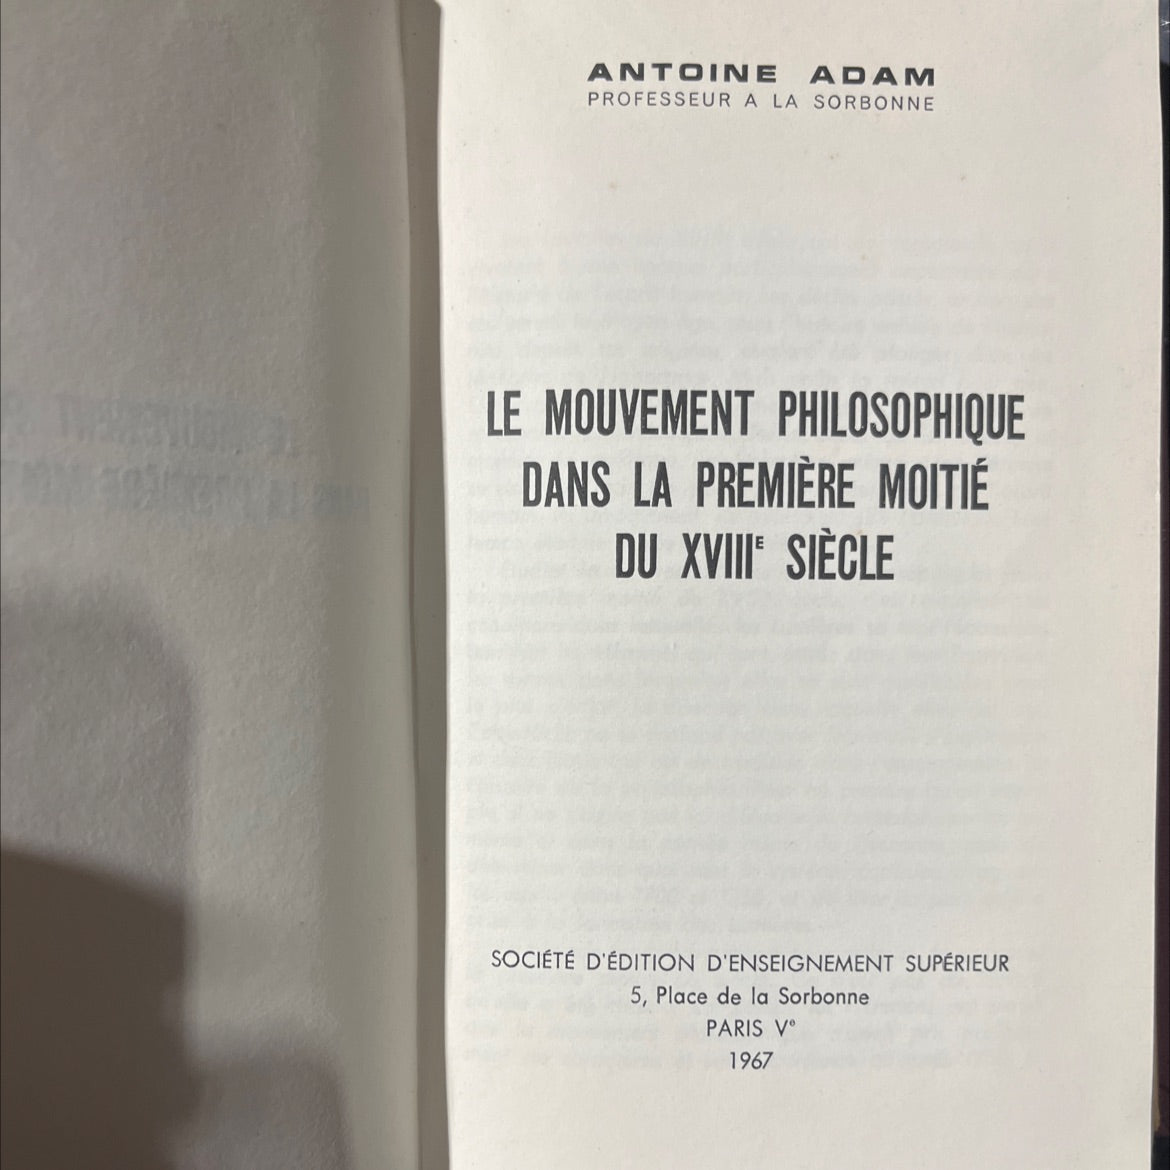 ANTOINE ADAM
PROFESSEUR A LA SORBONNE
LE MOUVEMENT PHILOSOPHIQUE
DANS LA PREMIÈRE MOITIÉ
DU XVIIIᴱ SIÈCLE
SOCIÉTÉ D'ÉDITION D'ENSEIGNEMENT SUPÉRIEUR
5, Place de la Sorbonne
PARIS Vᵉ
1967